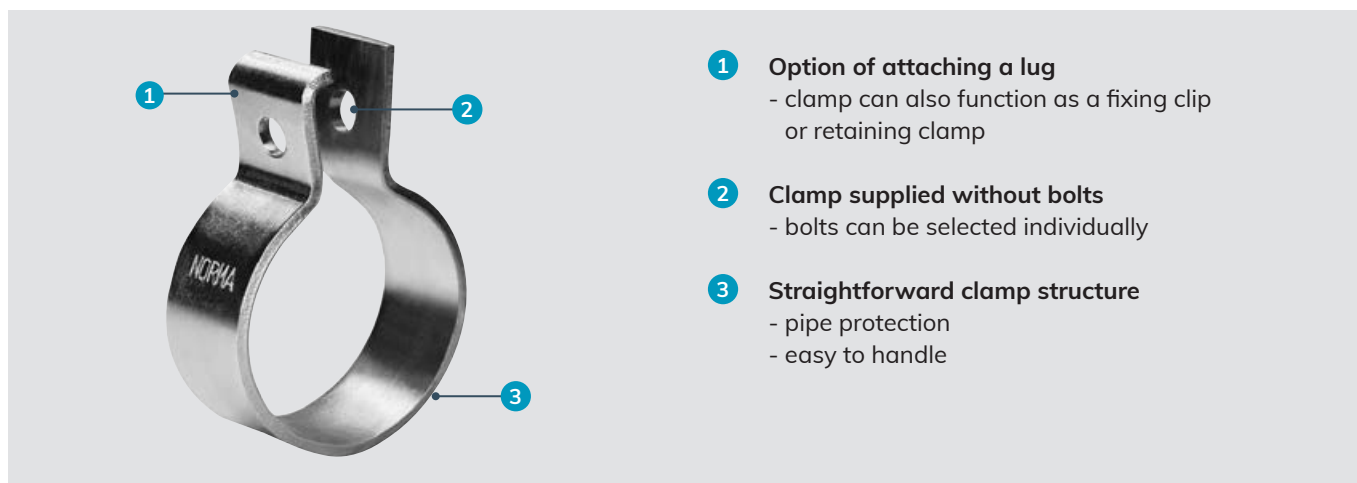 1
2
3
NORMA
1 Option of attaching a lug
- clamp can also function as a fixing clip
or retaining clamp
2 Clamp supplied without bolts
- bolts can be selected individually
3 Straightforward clamp structure
- pipe protection
- easy to handle